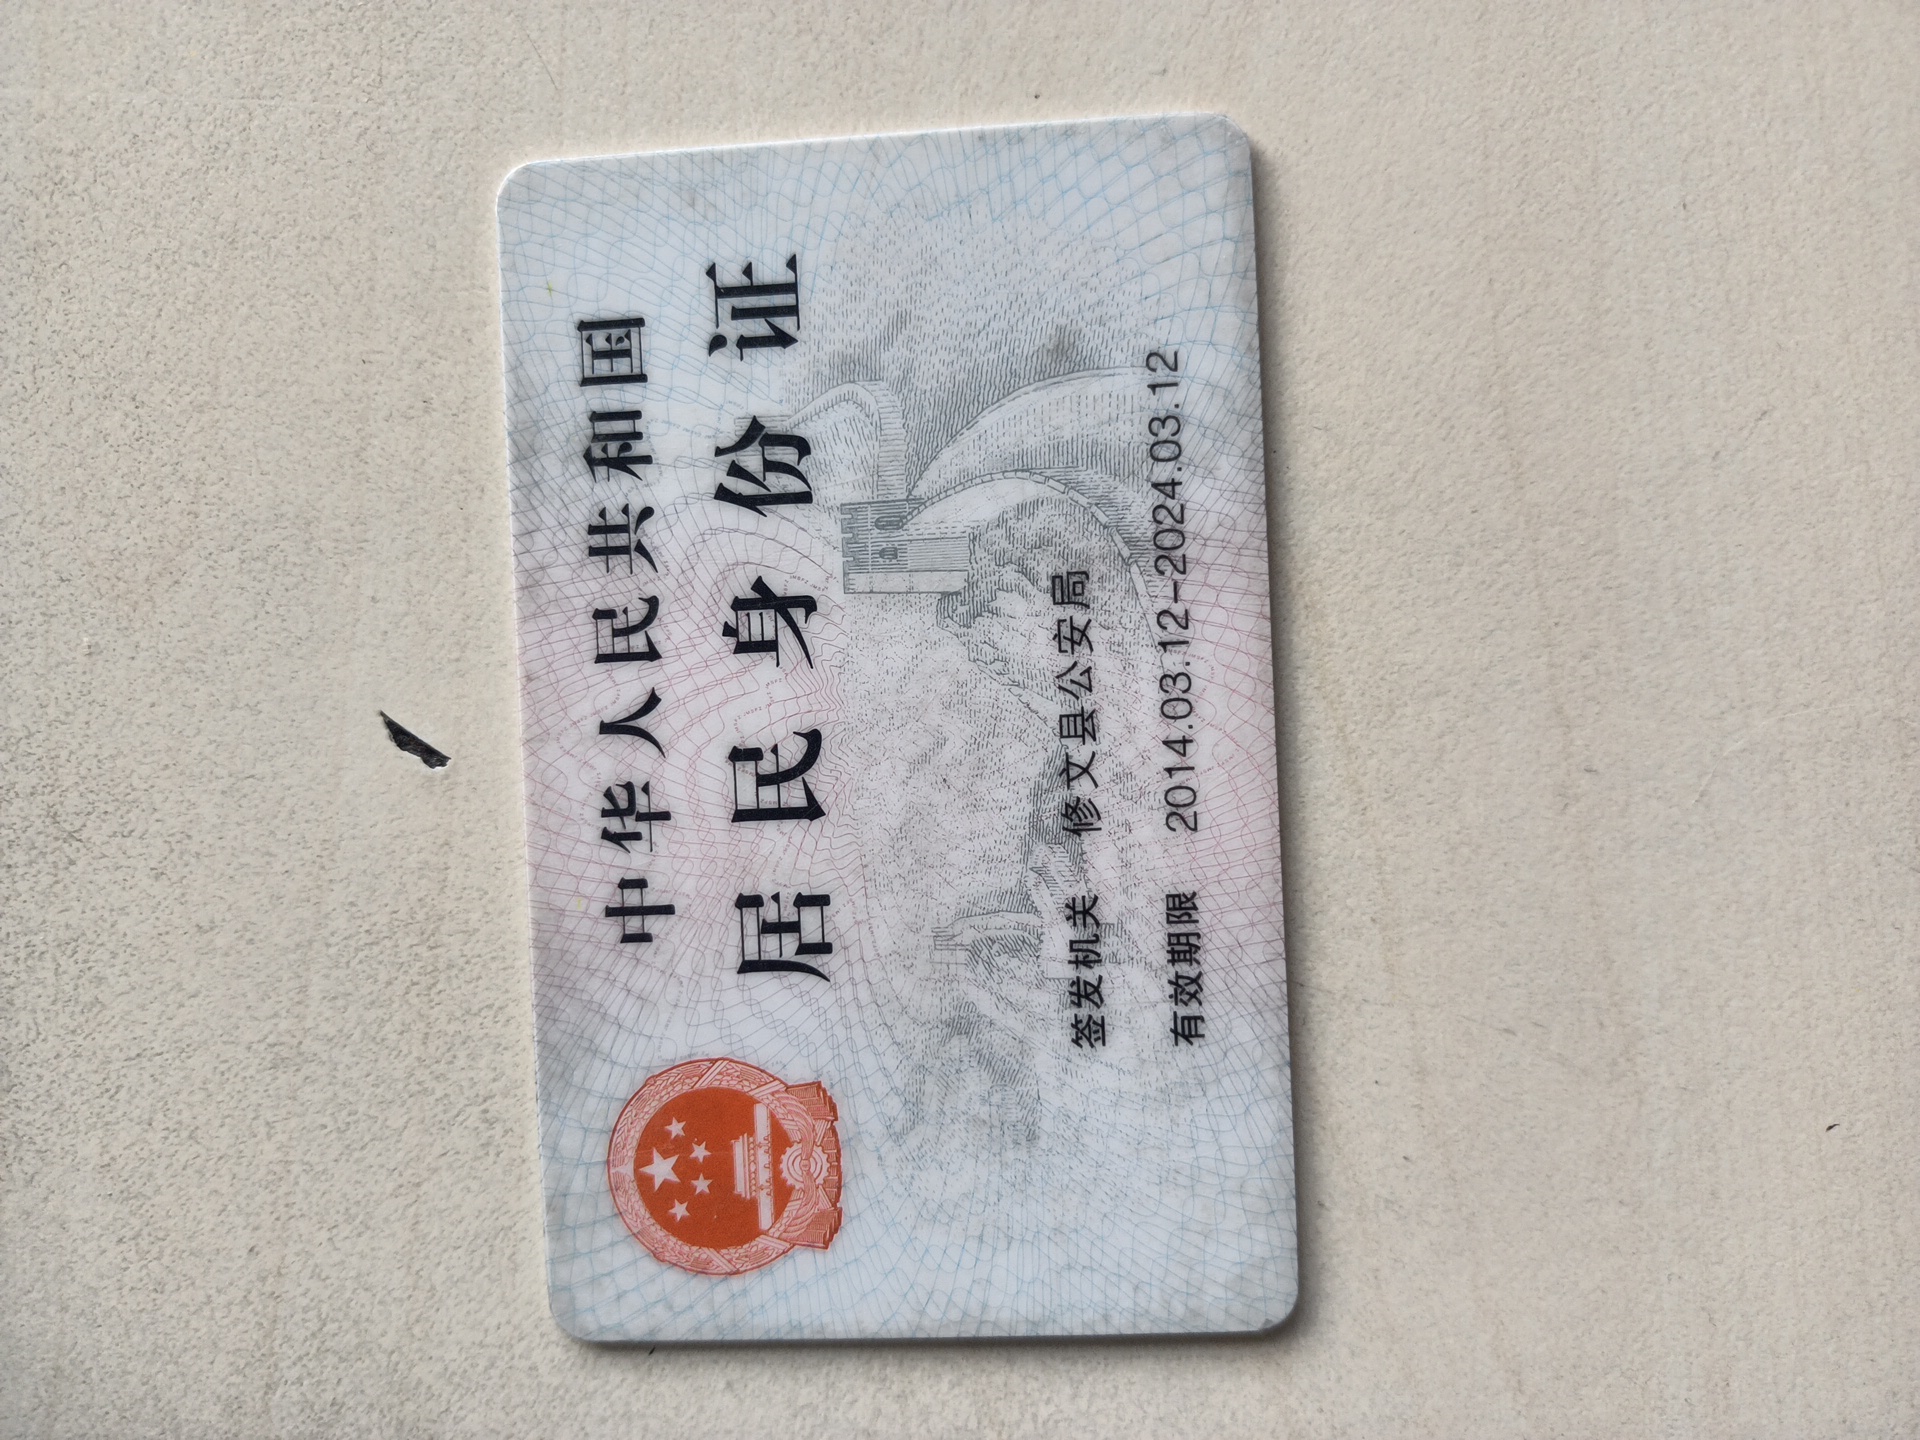 中华人民共和国
居民身份证
签发机关 修文县公安局
有效期限 2014.03.12-2024.03.12